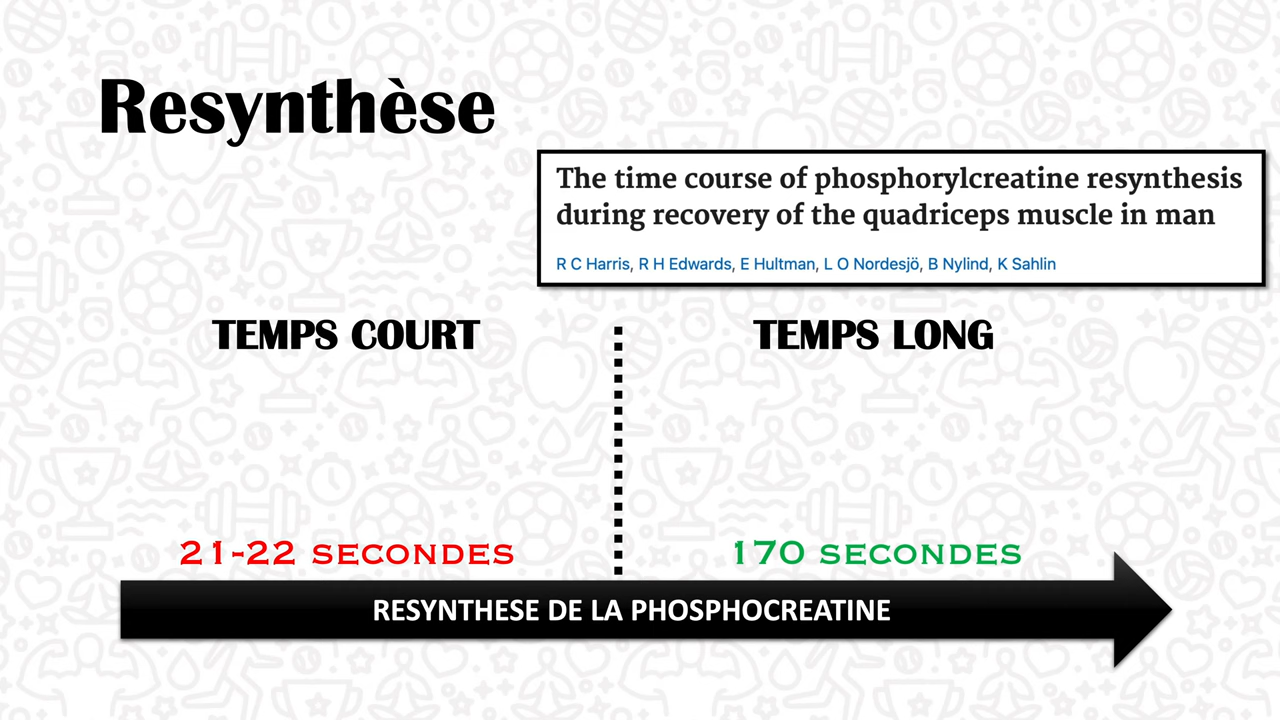 Resynthèse
The time course of phosphorylcreatine resynthesis
during recovery of the quadriceps muscle in man
R C Harris, R H Edwards, E Hultman, L O Nordesjö, B Nylind, K Sahlin
TEMPS COURT
TEMPS LONG
21-22 SECONDES
170 SECONDES
RESYNTHESE DE LA PHOSPHOCREATINE